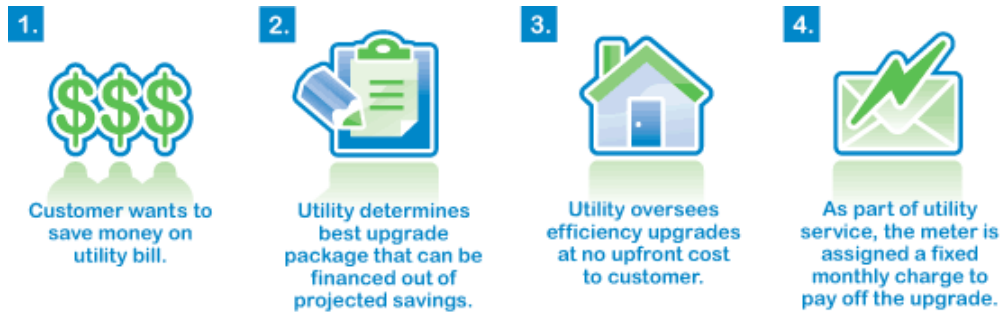 1.
$$$
Customer wants to
save money on
utility bill.
2.
Utility determines
best upgrade
package that can be
financed out of
projected savings.
3.
Utility oversees
efficiency upgrades
at no upfront cost
to customer.
4.
As part of utility
service, the meter is
assigned a fixed
monthly charge to
pay off the upgrade.